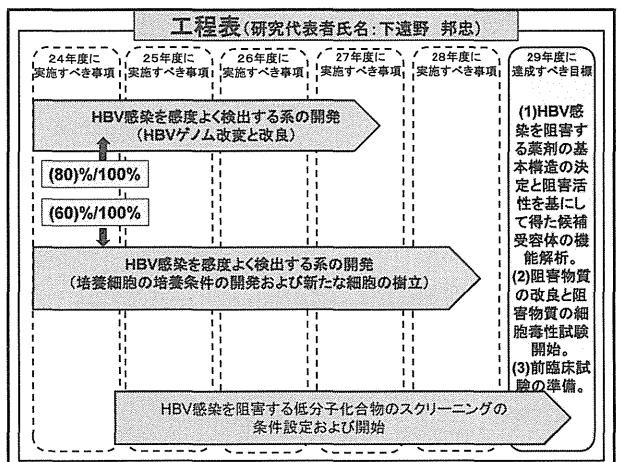 工程表(研究代表者氏名:下遠野 邦忠)
24年度に
実施すべき事項
25年度に
実施すべき事項
26年度に
実施すべき事項
27年度に
実施すべき事項
28年度に
実施すべき事項
29年度に
達成すべき目標
HBV感染を感度よく検出する系の開発
(HBVゲノム改変と改良)
(80)%/100%
(60)%/100%
HBV感染を感度よく検出する系の開発
(培養細胞の培養条件の開発および新たな細胞の樹立)
HBV感染を阻害する低分子化合物のスクリーニングの
条件設定および開始
(1)HBV感
染を阻害す
る薬剤の基
本構造の決
定と阻害活
性を基にし
て得た候補
受容体の機
能解析。
(2)阻害物質
の改良と阻
害物質の細
胞毒性試験
開始。
(3)前臨床試
験の準備。